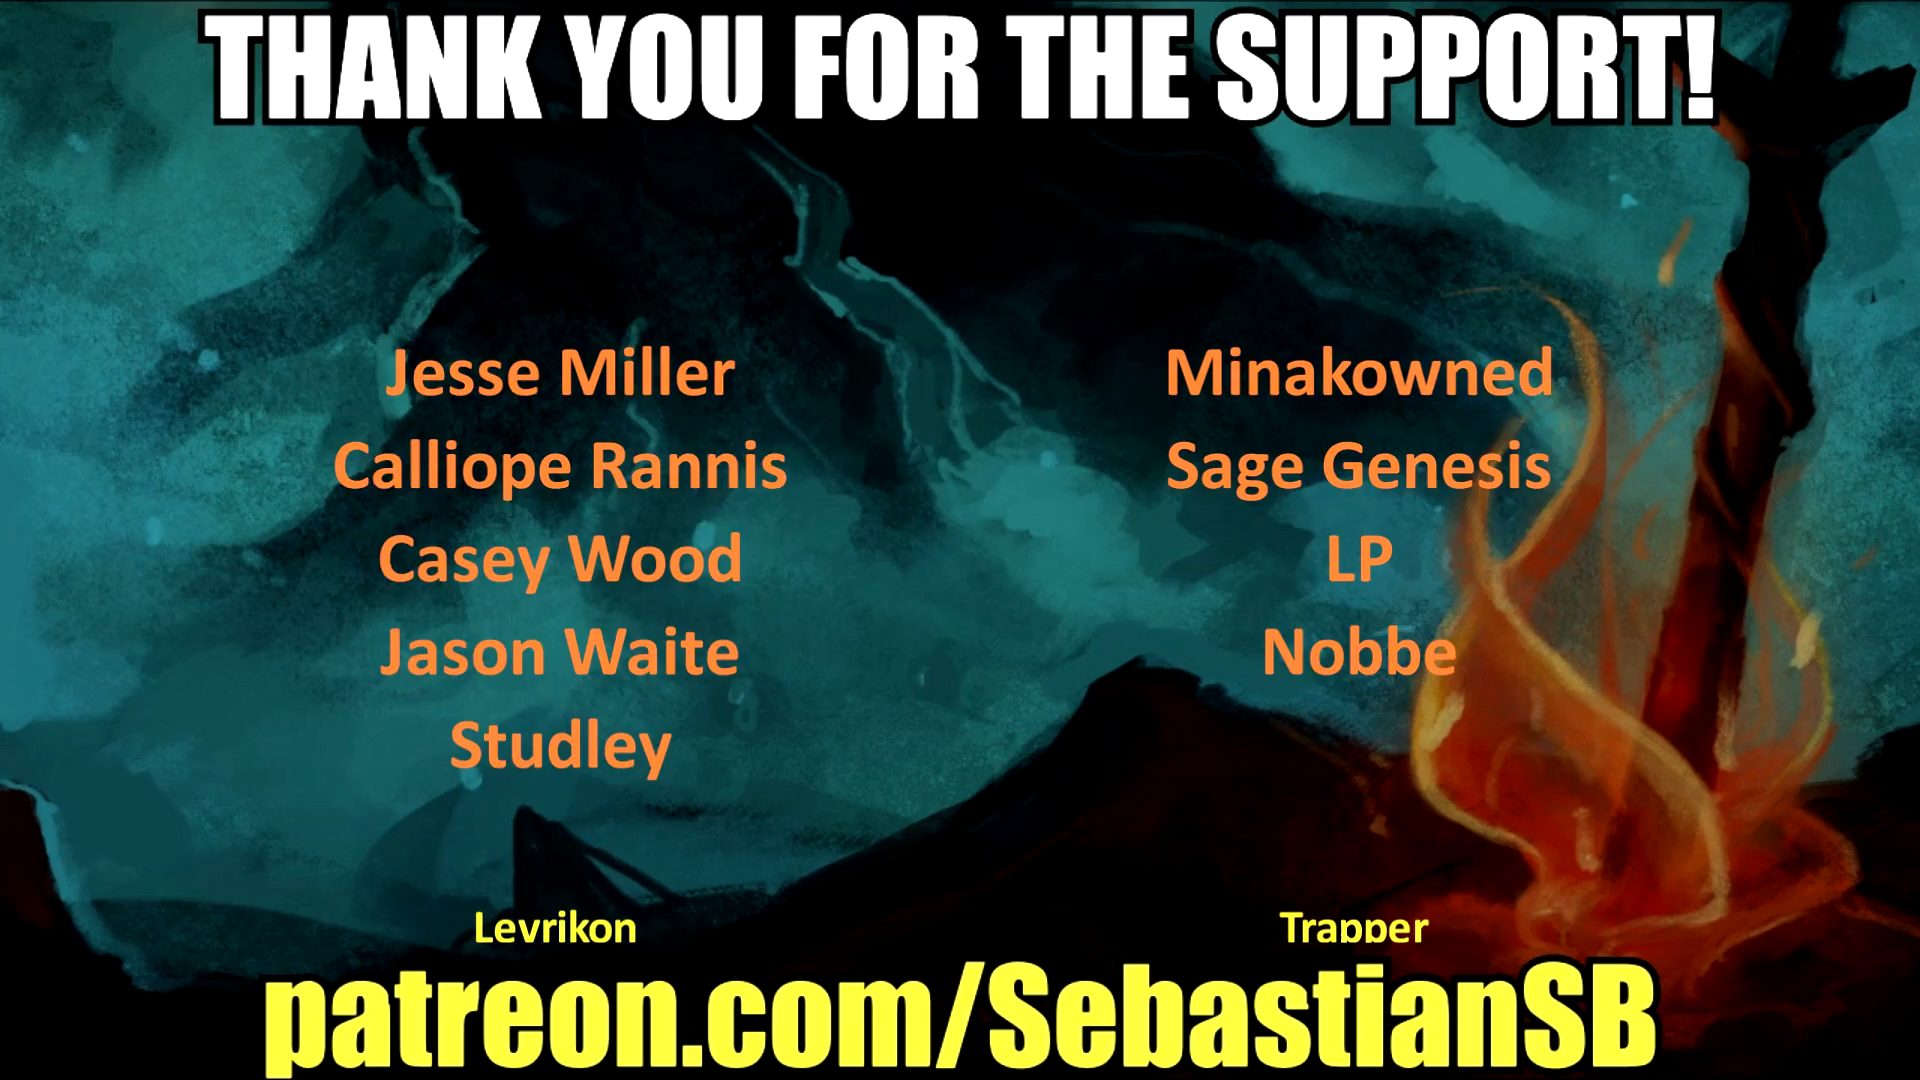 THANK YOU FOR THE SUPPORT!
Jesse Miller
Minakowned
Calliope Rannis
Sage Genesis
Casey Wood
LP
Jason Waite
Nobbe
Studley
Levrikon
Trapper
patreon.com/SebastianSB